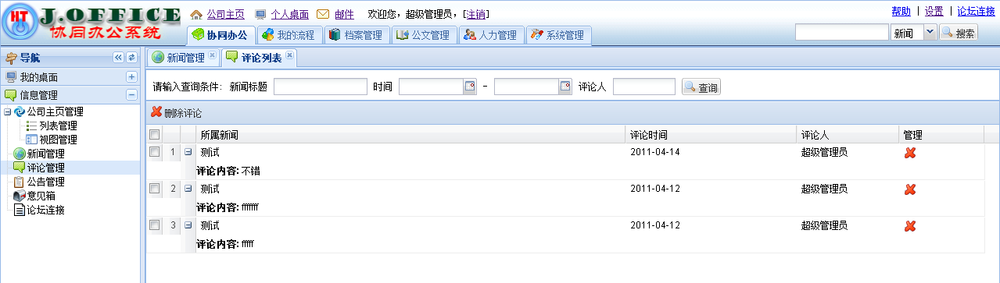 HT J.OFFICE
协同办公系统
公司主页 个人桌面 邮件 欢迎您，超级管理员，[注销]
帮助 | 设置 | 论坛连接
协同办公 我的流程 档案管理 公文管理 人力管理 系统管理
新闻 搜索
导航
我的桌面
信息管理
公司主页管理
列表管理
视图管理
新闻管理
评论管理
公告管理
意见箱
论坛连接
新闻管理 评论列表
请输入查询条件： 新闻标题 时间 - 评论人 查询
删除评论
所属新闻 评论时间 评论人 管理
1 测试 2011-04-14 超级管理员
评论内容: 不错
2 测试 2011-04-12 超级管理员
评论内容:
3 测试 2011-04-12 超级管理员
评论内容: